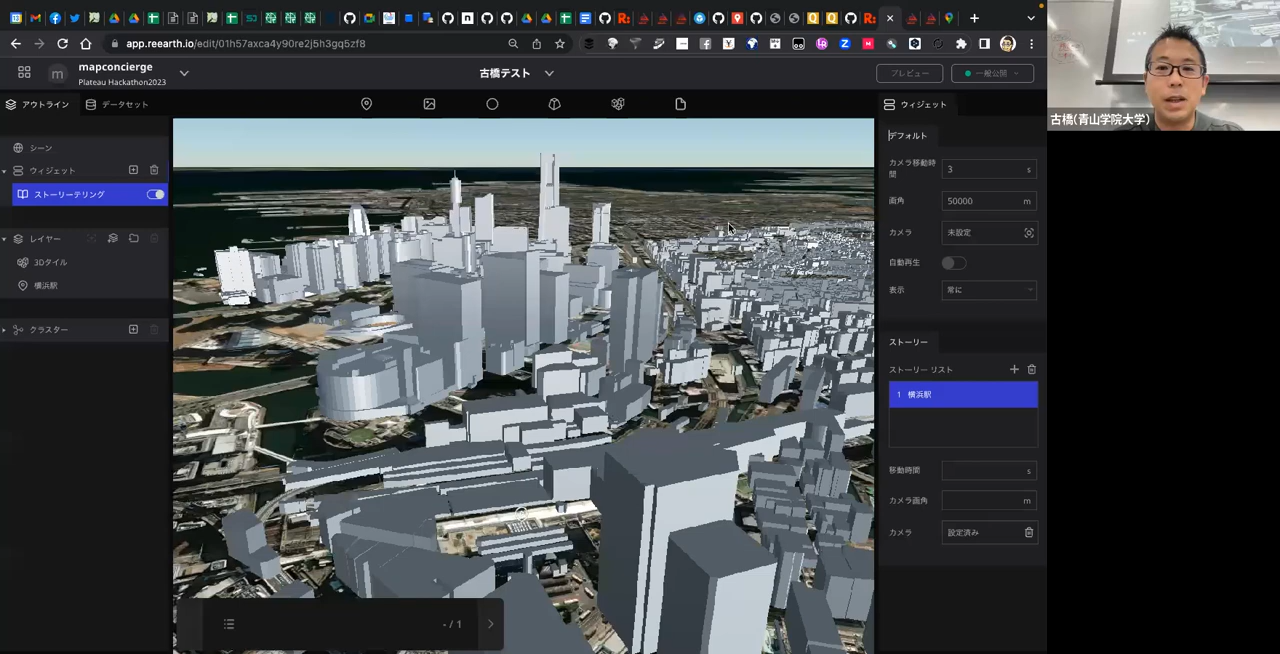 app.reearth.io/edit/01h57axca4y90re2j5h3gq5zf8
mapconcierge
Plateau Hackathon2023
古橋テスト
プレビュー
一般公開
アウトライン
データセット
ウィジェット
シーン
ウィジェット
ストーリーテリング
レイヤー
3Dタイル
横浜駅
クラスター
デフォルト
カメラ移動時間
3
s
画角
50000
m
カメラ
未設定
自動再生
表示
常に
ストーリー
ストーリー リスト
1 横浜駅
移動時間
s
カメラ画角
m
カメラ
設定済み
- / 1
古橋(青山学院大学)